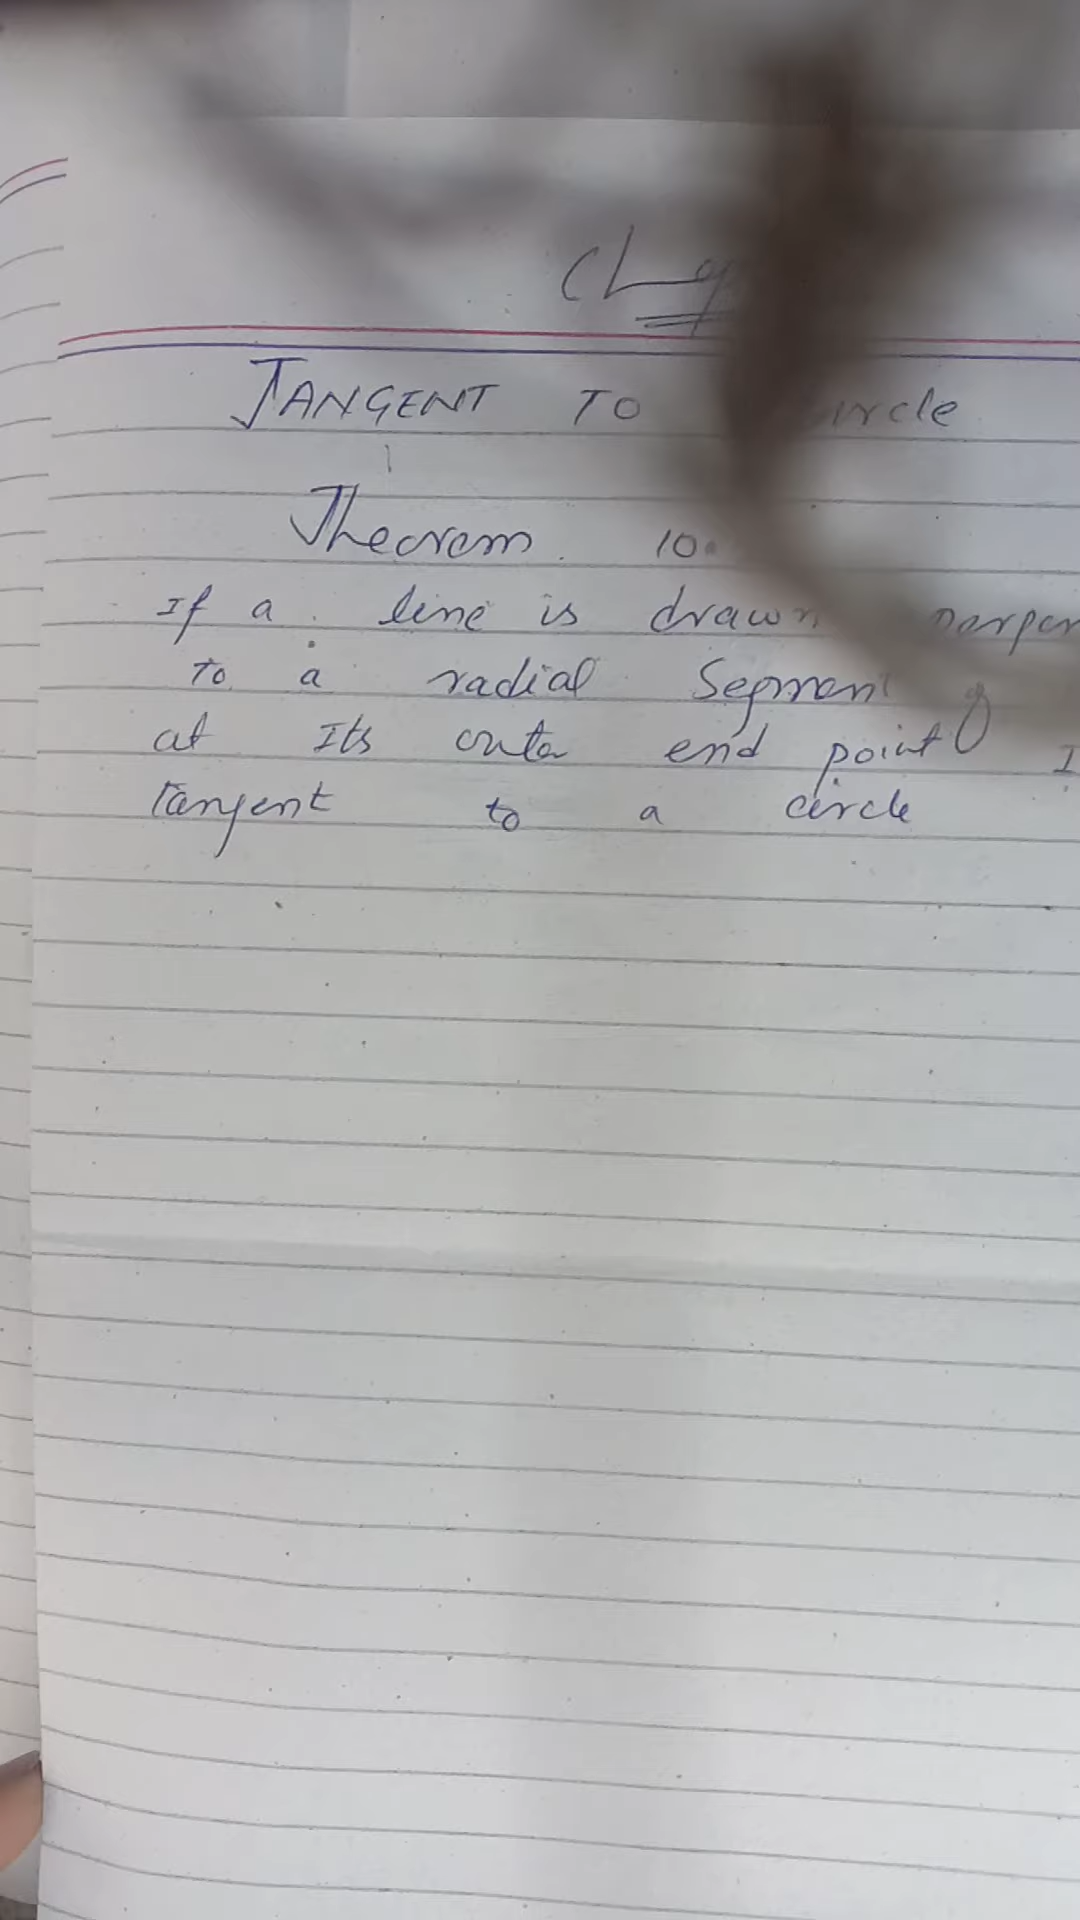 TANGENT TO
Theorem 10.
If a line is drawn
To a radial Segment
at Its outer end point I
tangent to a circle